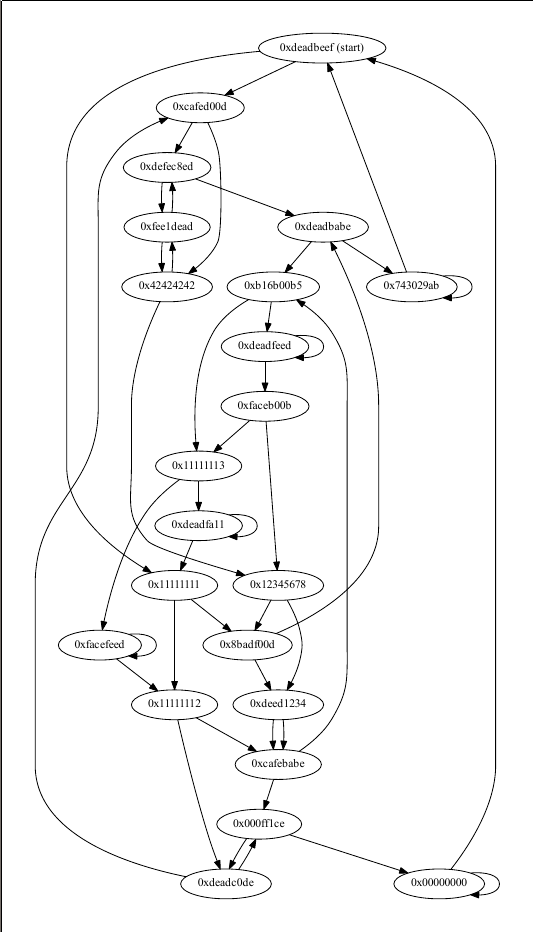 0xdeadbeef (start)
0xcafed00d
0xdefec8ed
0xfee1dead
0xdeadbabe
0x42424242
0xb16b00b5
0x743029ab
0xdeadfeed
0xfaceb00b
0x11111113
0xdeadfa11
0x11111111
0x12345678
0xfacefeed
0x8badf00d
0x11111112
0xdeed1234
0xcafebabe
0x000ff1ce
0xdeadc0de
0x00000000